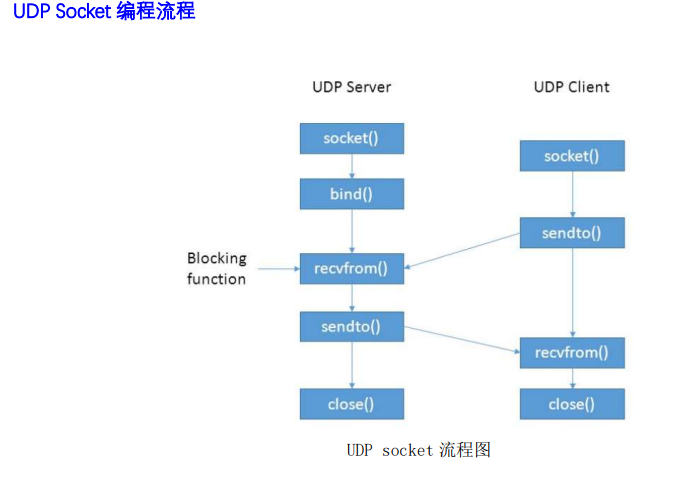 UDP Socket 编程流程
UDP Server
UDP Client
socket()
socket()
bind()
sendto()
Blocking
function
recvfrom()
sendto()
recvfrom()
close()
close()
UDP socket 流程图